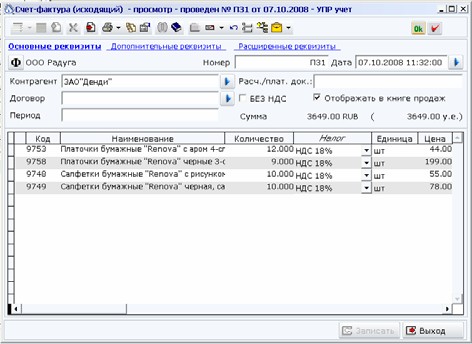 Счет-фактура (исходящий) - просмотр - проведен № П31 от 07.10.2008 - УПР учет
Ok
Основные реквизиты Дополнительные реквизиты Расширенные реквизиты
Ф ООО Радуга Номер П31 Дата 07.10.2008 11:32:00
Контрагент ЗАО"Денди" Расч./плат. док.:
Договор БЕЗ НДС Отображать в книге продаж
Период Сумма 3649.00 RUB ( 3649.00 у.е.)
Код Наименование Количество Налог Единица Цена
9753 Платочки бумажные "Renova" с аром 4-сл 12.000 НДС 18% шт 44.00
9758 Платочки бумажные "Renova" черные 3-с 9.000 НДС 18% шт 199.00
9748 Салфетки бумажные "Renova" с рисунком 10.000 НДС 18% шт 55.00
9749 Салфетки бумажные "Renova" черная, са 10.000 НДС 18% шт 78.00
Записать Выход